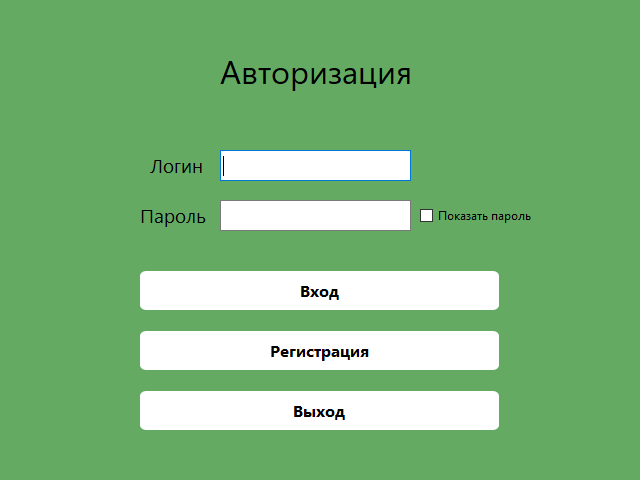 Авторизация
Логин
Пароль
Показать пароль
Вход
Регистрация
Выход